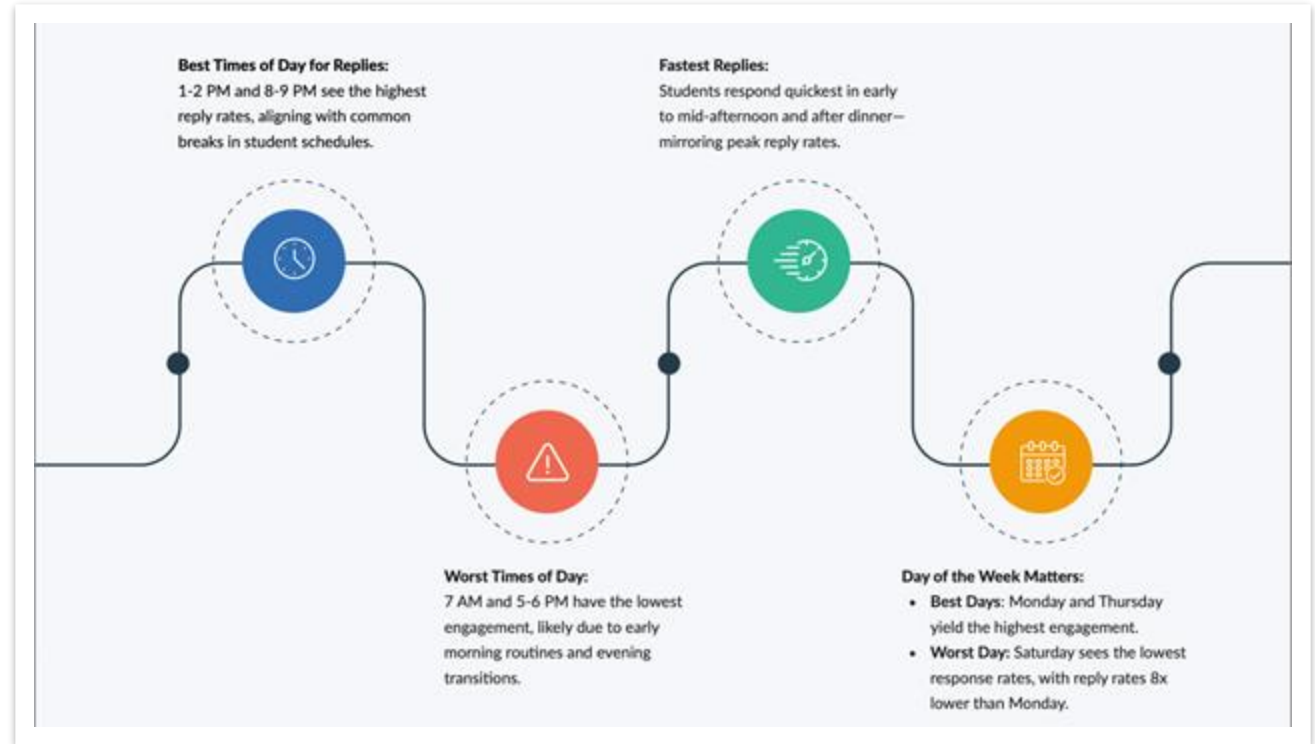 Best Times of Day for Replies:
1-2 PM and 8-9 PM see the highest
reply rates, aligning with common
breaks in student schedules.
Fastest Replies:
Students respond quickest in early
to mid-afternoon and after dinner—
mirroring peak reply rates.
Worst Times of Day:
7 AM and 5-6 PM have the lowest
engagement, likely due to early
morning routines and evening
transitions.
Day of the Week Matters:
• Best Days: Monday and Thursday
yield the highest engagement.
• Worst Day: Saturday sees the lowest
response rates, with reply rates 8x
lower than Monday.